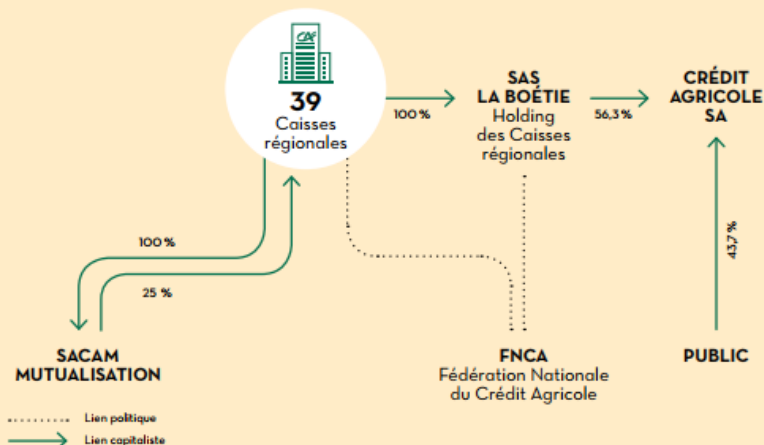 CA
39
Caisses
régionales
100 %
SAS
LA BOÉTIE
Holding
des Caisses
régionales
56,3 %
CRÉDIT
AGRICOLE
SA
43,7 %
100 %
25 %
SACAM
MUTUALISATION
FNCA
Fédération Nationale
du Crédit Agricole
PUBLIC
Lien politique
Lien capitaliste